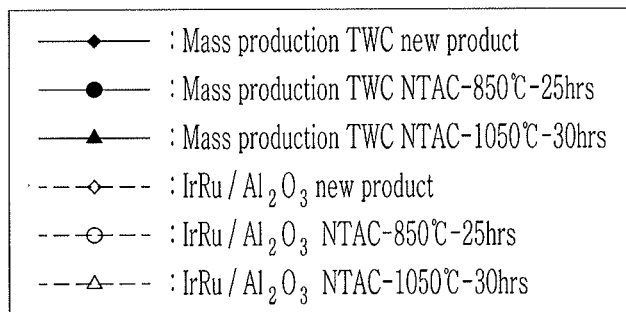 : Mass production TWC new product
: Mass production TWC NTAC-850℃-25hrs
: Mass production TWC NTAC-1050℃-30hrs
: IrRu / Al₂O₃ new product
: IrRu / Al₂O₃ NTAC-850℃-25hrs
: IrRu / Al₂O₃ NTAC-1050℃-30hrs